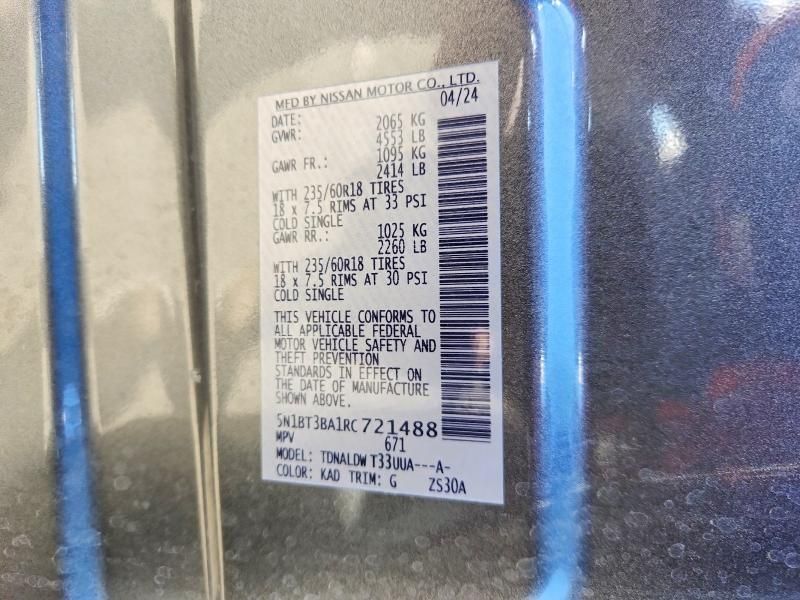 MFD BY NISSAN MOTOR CO., LTD.
DATE: 04/24
GVWR: 2065 KG
4553 LB
GAWR FR.: 1095 KG
2414 LB
WITH 235/60R18 TIRES
18 x 7.5 RIMS AT 33 PSI
COLD SINGLE
GAWR RR.: 1025 KG
2260 LB
WITH 235/60R18 TIRES
18 x 7.5 RIMS AT 30 PSI
COLD SINGLE
THIS VEHICLE CONFORMS TO
ALL APPLICABLE FEDERAL
MOTOR VEHICLE SAFETY AND
THEFT PREVENTION
STANDARDS IN EFFECT ON
THE DATE OF MANUFACTURE
SHOWN ABOVE.
5N1BT3BA1RC721488
MPV 671
MODEL: TDNALDW T33UUA---A-
COLOR: KAD TRIM: G ZS30A